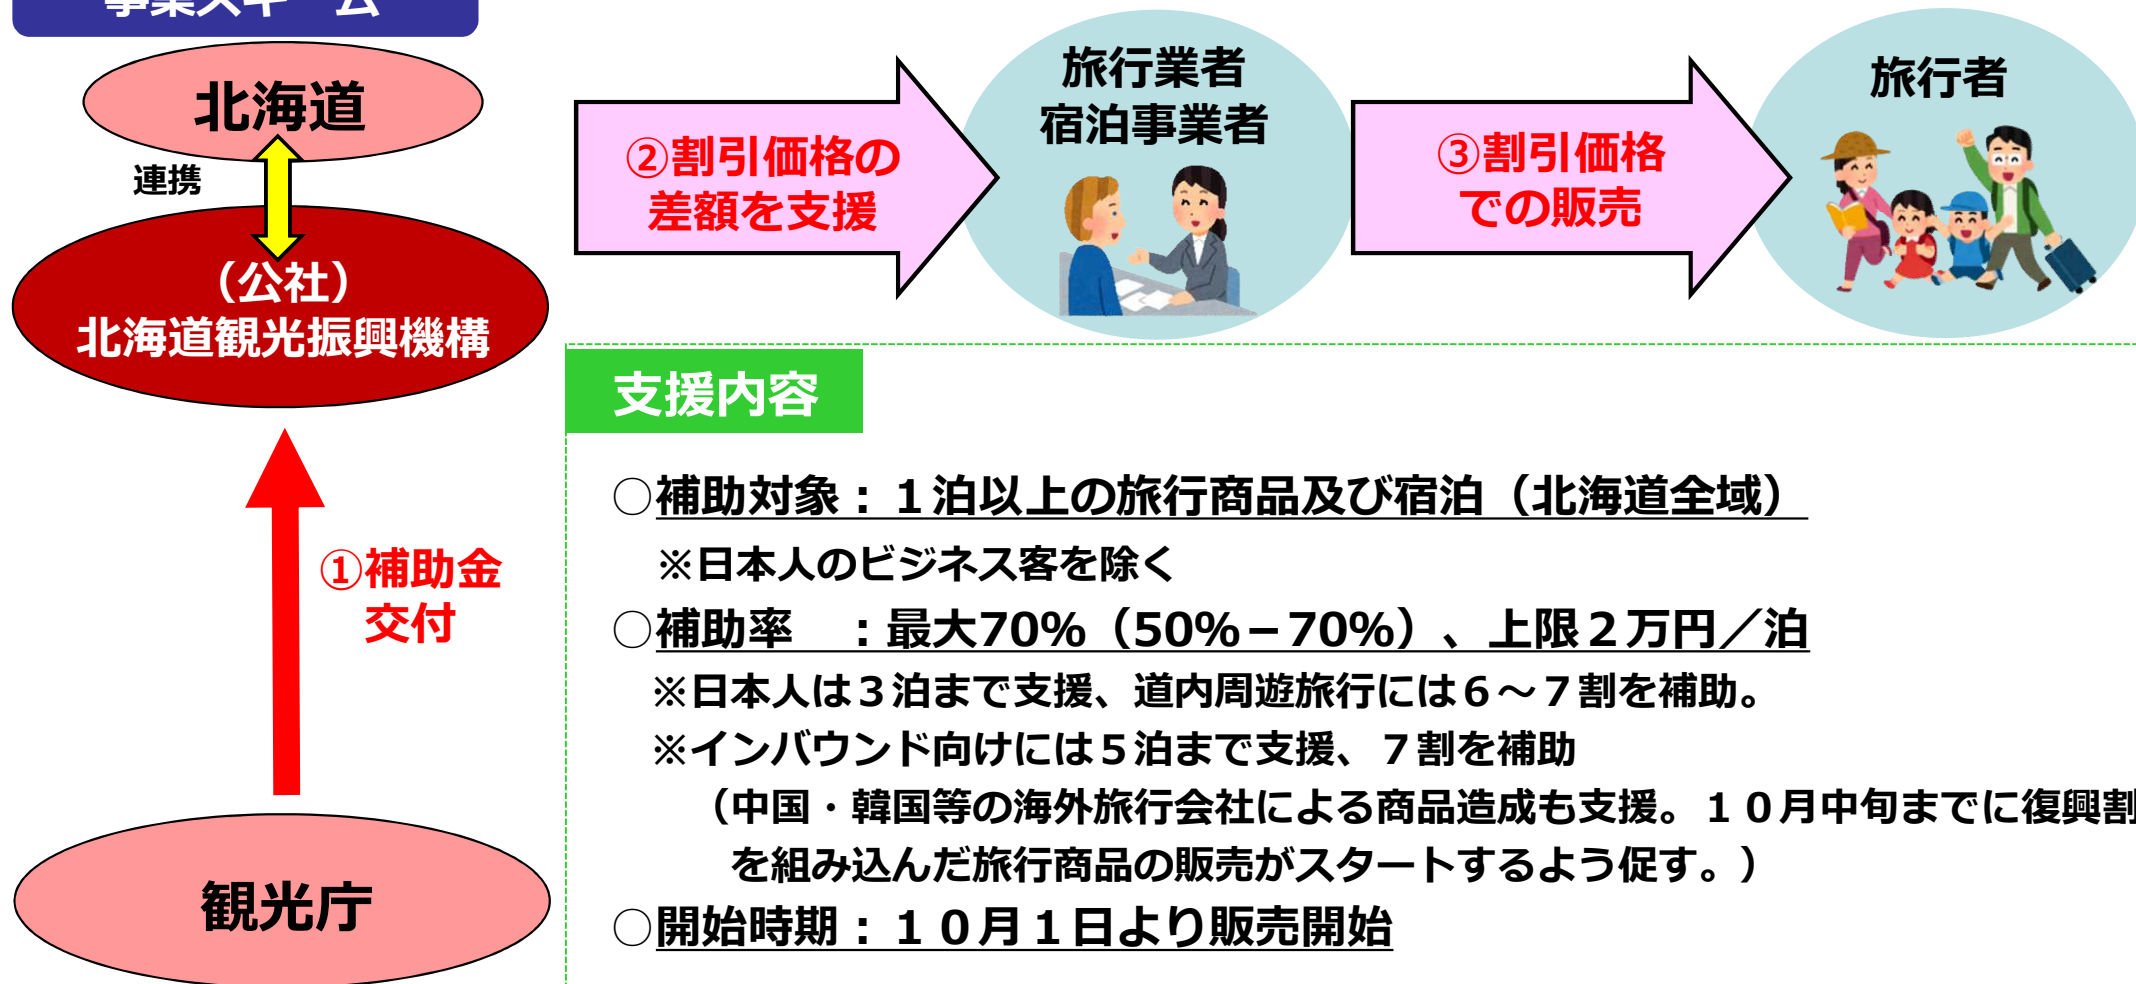 事業スキーム
北海道
連携
（公社）
北海道観光振興機構
①補助金
交付
観光庁
②割引価格の
差額を支援
旅行業者
宿泊事業者
③割引価格
での販売
旅行者
支援内容
○補助対象：１泊以上の旅行商品及び宿泊（北海道全域）
※日本人のビジネス客を除く
○補助率　：最大70%（50%－70%）、上限２万円／泊
※日本人は３泊まで支援、道内周遊旅行には６～７割を補助。
※インバウンド向けには５泊まで支援、７割を補助
（中国・韓国等の海外旅行会社による商品造成も支援。１０月中旬までに復興割
を組み込んだ旅行商品の販売がスタートするよう促す。）
○開始時期：１０月１日より販売開始